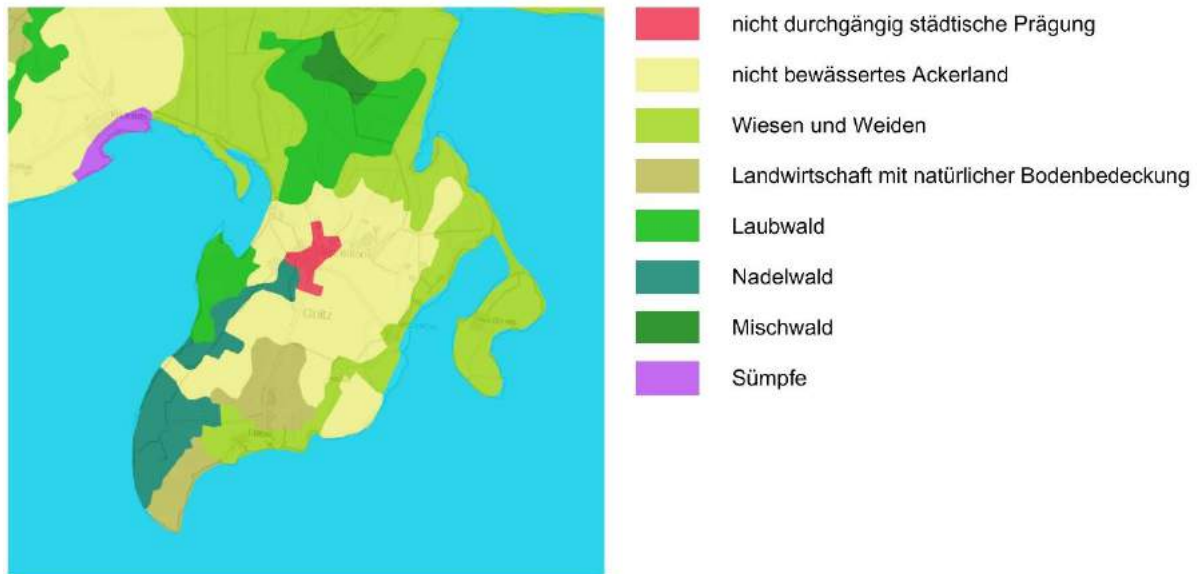 nicht durchgängig städtische Prägung
nicht bewässertes Ackerland
Wiesen und Weiden
Landwirtschaft mit natürlicher Bodenbedeckung
Laubwald
Nadelwald
Mischwald
Sümpfe